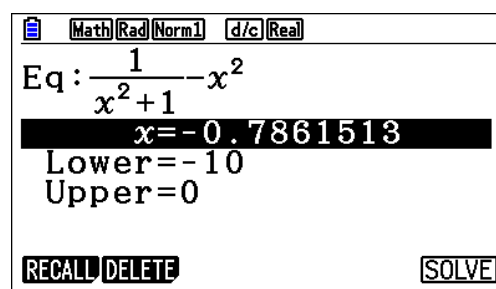 Math Rad Norm1 d/c Real
Eq:1/(x²+1)-x²
x=-0.7861513
Lower=-10
Upper=0
RECALL DELETE SOLVE